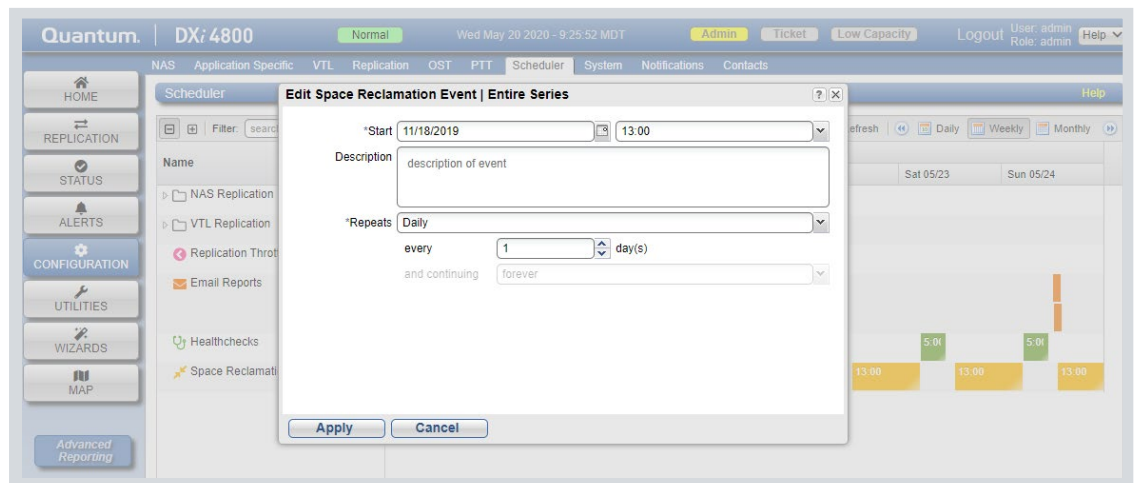 Quantum. DXi 4800 Normal Wed May 20 2020 - 9:25:52 MDT Admin Ticket Low Capacity Logout User: admin Role: admin Help
NAS Application Specific VTL Replication OST PTT Scheduler System Notifications Contacts
HOME
REPLICATION
STATUS
ALERTS
CONFIGURATION
UTILITIES
WIZARDS
MAP
Advanced
Reporting
Scheduler Help
Filter: Daily Weekly Monthly
Name Sat 05/23 Sun 05/24
NAS Replication
VTL Replication
Replication
Email Reports
Healthchecks
Space
13:00 13:00 13:00
Edit Space Reclamation Event | Entire Series ? x
*Start 11/18/2019 13:00
Description description of event
*Repeats Daily
every 1 day(s)
and continuing forever
Apply Cancel